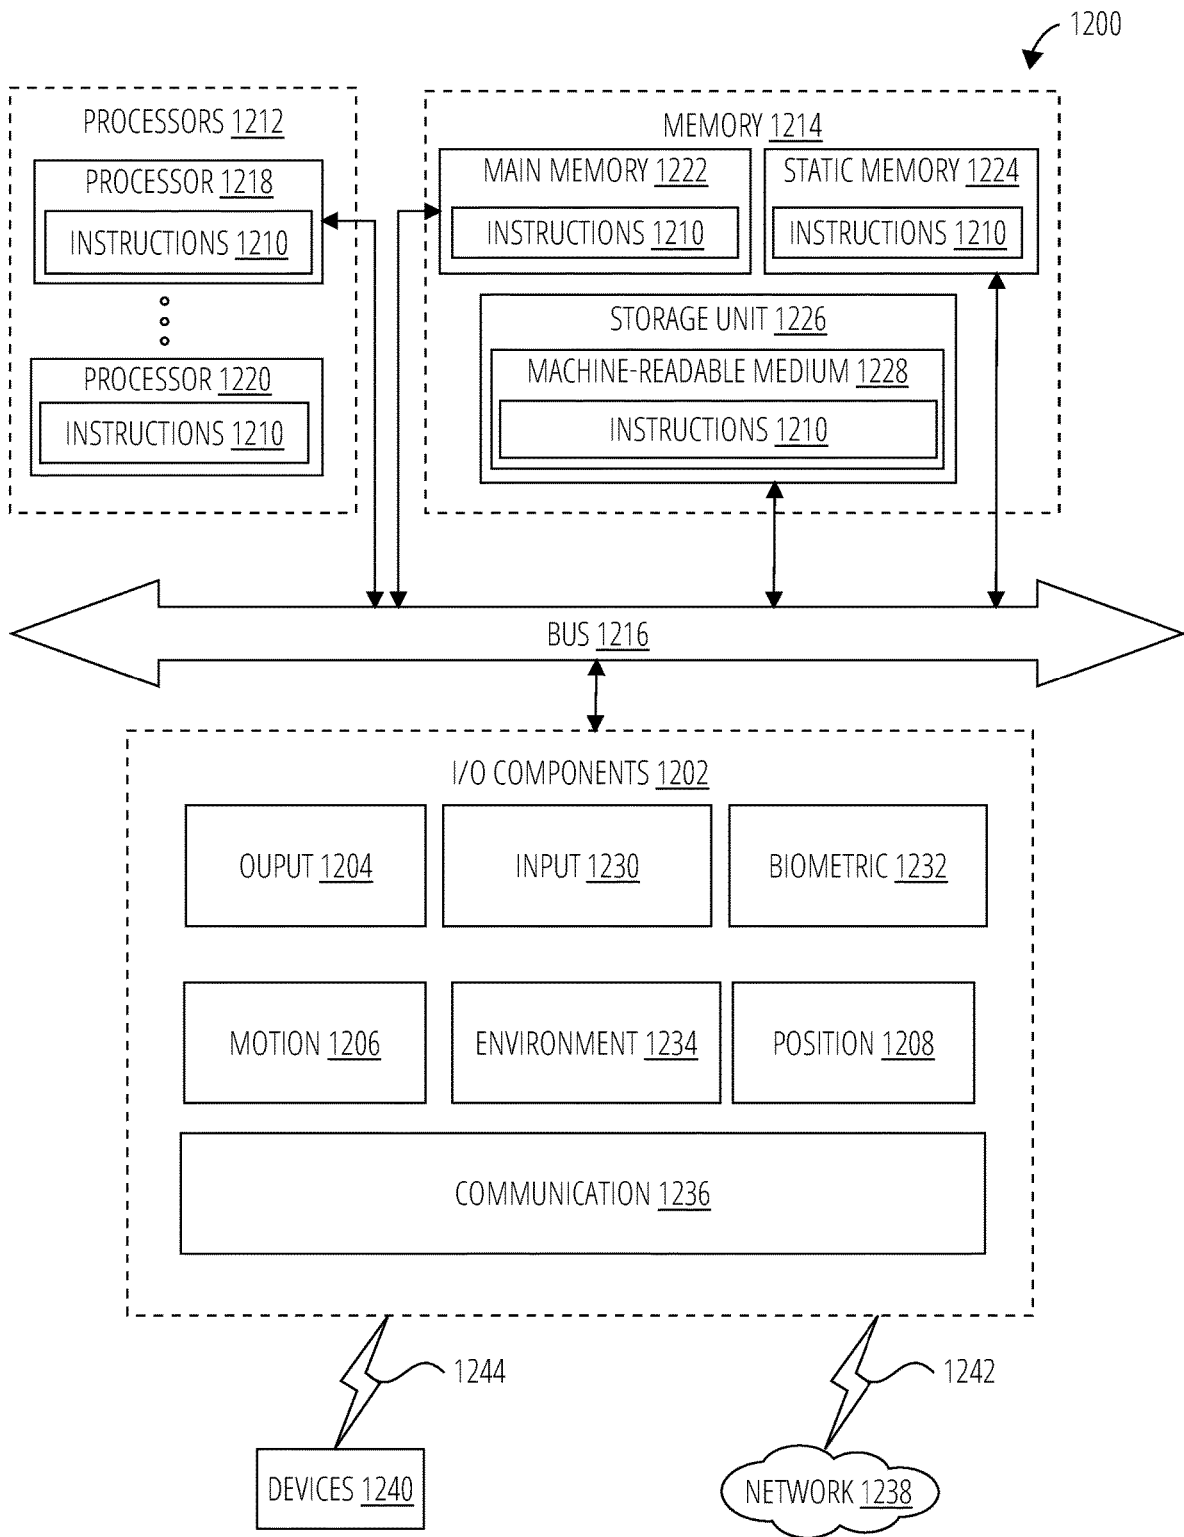 1200
PROCESSORS 1212
PROCESSOR 1218
INSTRUCTIONS 1210
PROCESSOR 1220
INSTRUCTIONS 1210
MEMORY 1214
MAIN MEMORY 1222
INSTRUCTIONS 1210
STATIC MEMORY 1224
INSTRUCTIONS 1210
STORAGE UNIT 1226
MACHINE-READABLE MEDIUM 1228
INSTRUCTIONS 1210
BUS 1216
I/O COMPONENTS 1202
OUPUT 1204
INPUT 1230
BIOMETRIC 1232
MOTION 1206
ENVIRONMENT 1234
POSITION 1208
COMMUNICATION 1236
1244
1242
DEVICES 1240
NETWORK 1238